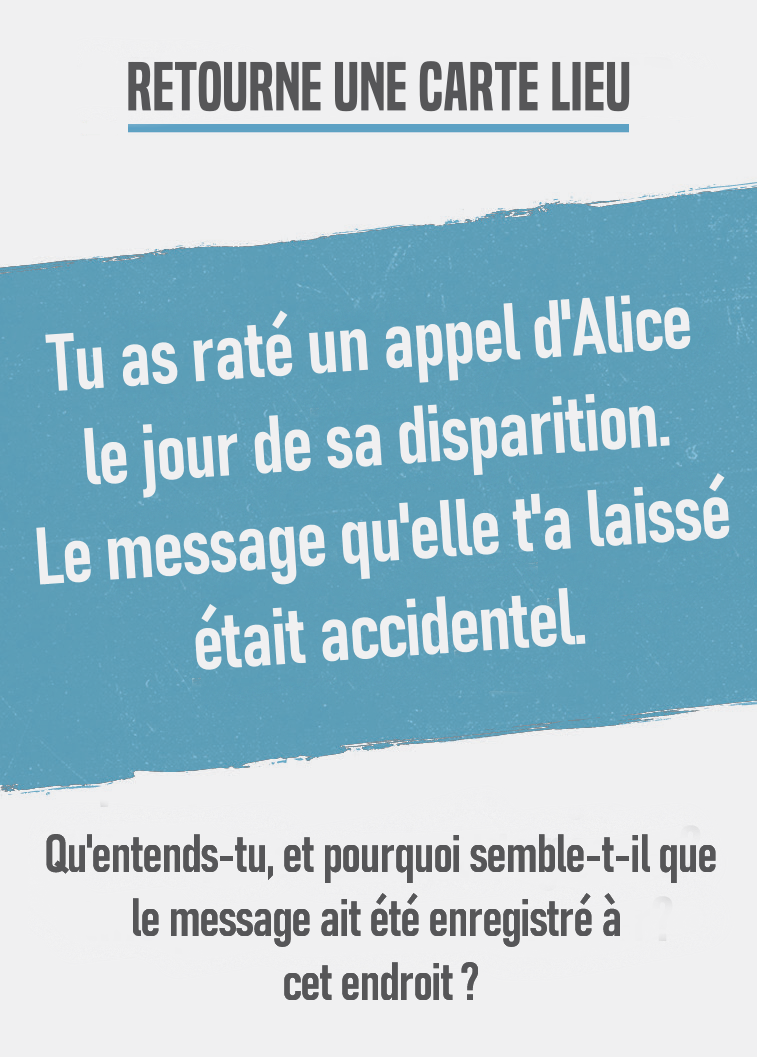 RETOURNE UNE CARTE LIEU
Tu as raté un appel d'Alice
le jour de sa disparition.
Le message qu'elle t'a laissé
était accidentel.
Qu'entends-tu, et pourquoi semble-t-il que
le message ait été enregistré à
cet endroit ?